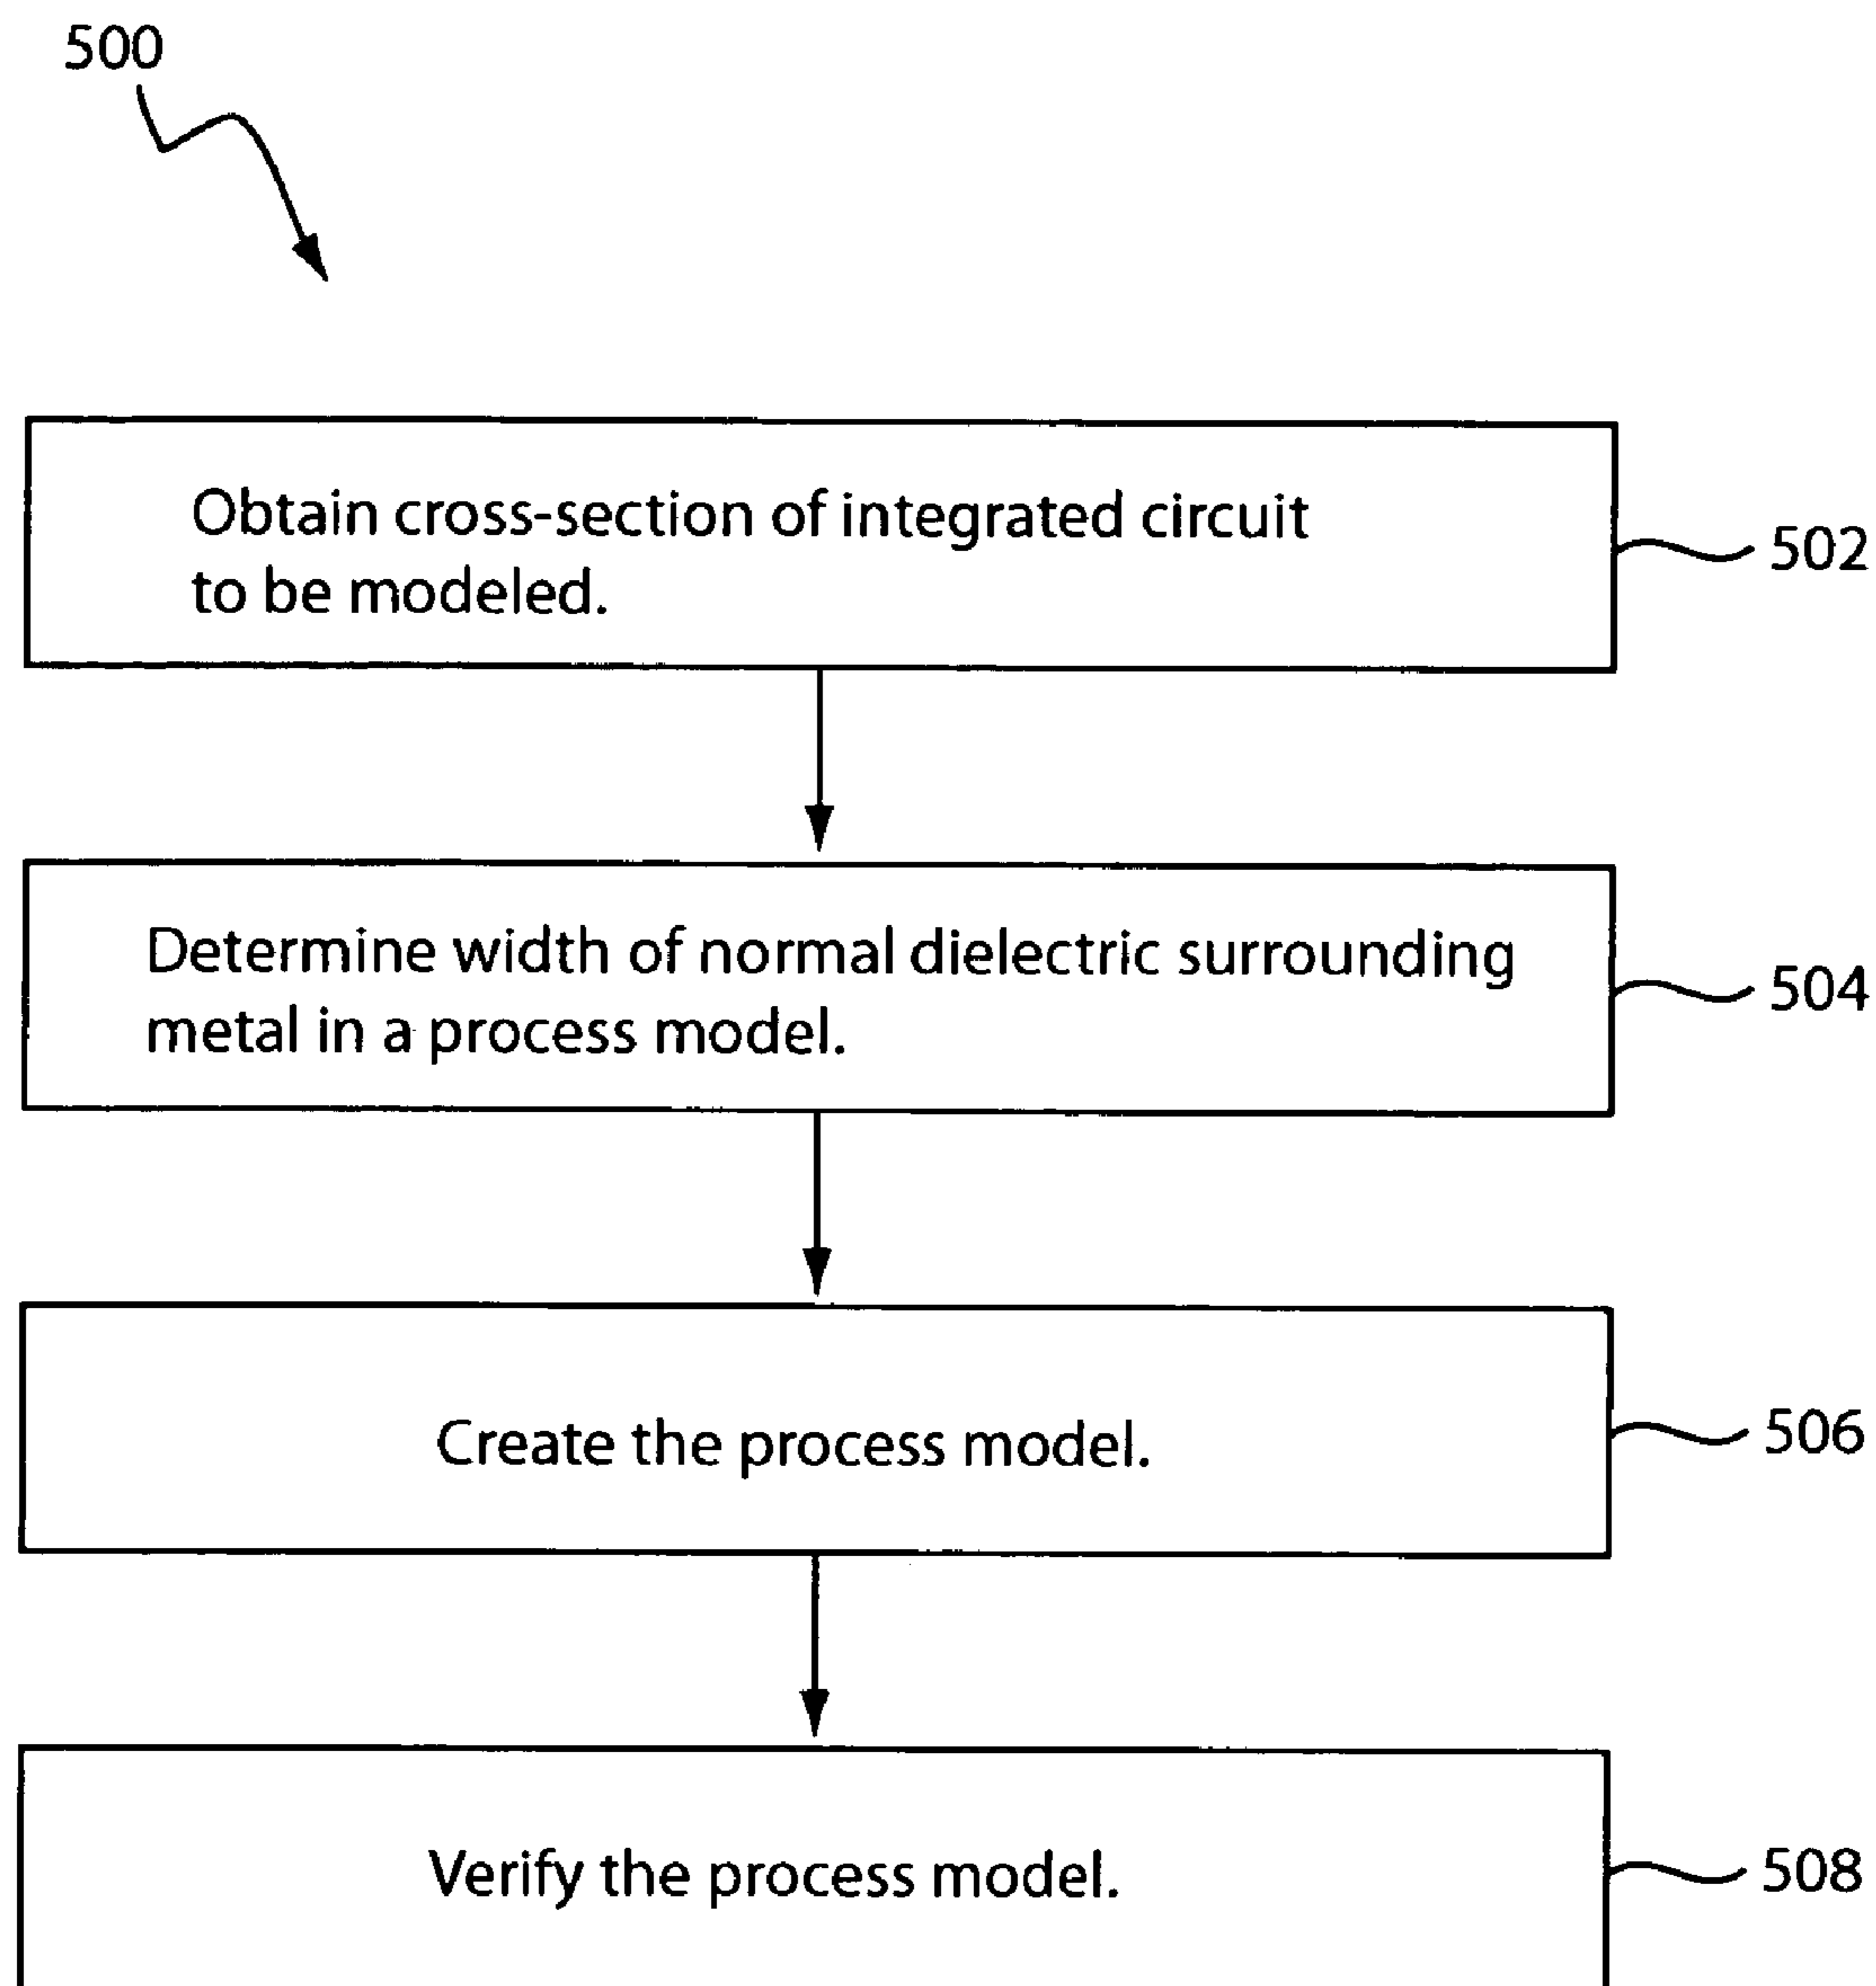 500
Obtain cross-section of integrated circuit
to be modeled.
502
Determine width of normal dielectric surrounding
metal in a process model.
504
Create the process model.
506
Verify the process model.
508